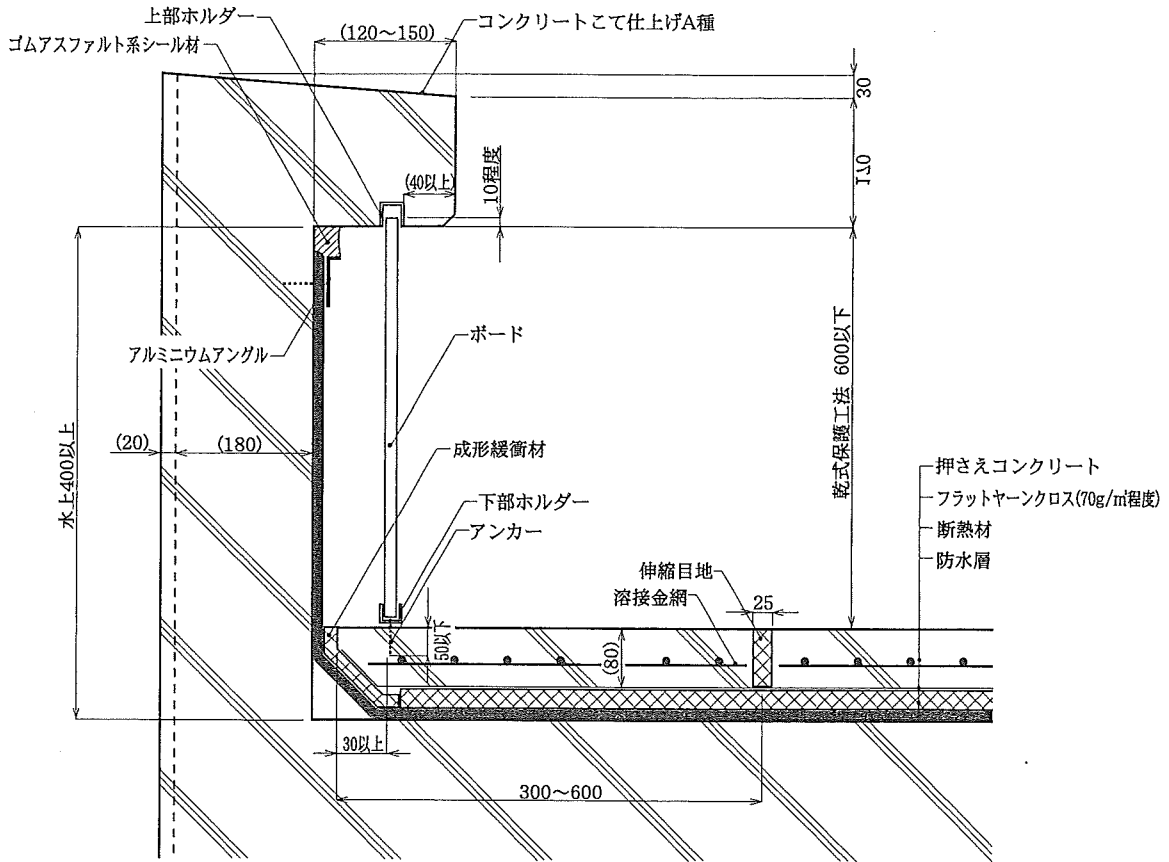 上部ホルダー
コンクリートこて仕上げA種
ゴムアスファルト系シール材
(120~150)
30
170
(40以上)
10程度
ボード
アルミニウムアングル
乾式保護工法 600以下
水上400以上
(20)
(180)
成形緩衝材
下部ホルダー
アンカー
押さえコンクリート
フラットヤーンクロス(70g/㎡程度)
断熱材
防水層
伸縮目地
溶接金網
25
50以下
(80)
30以上
300~600